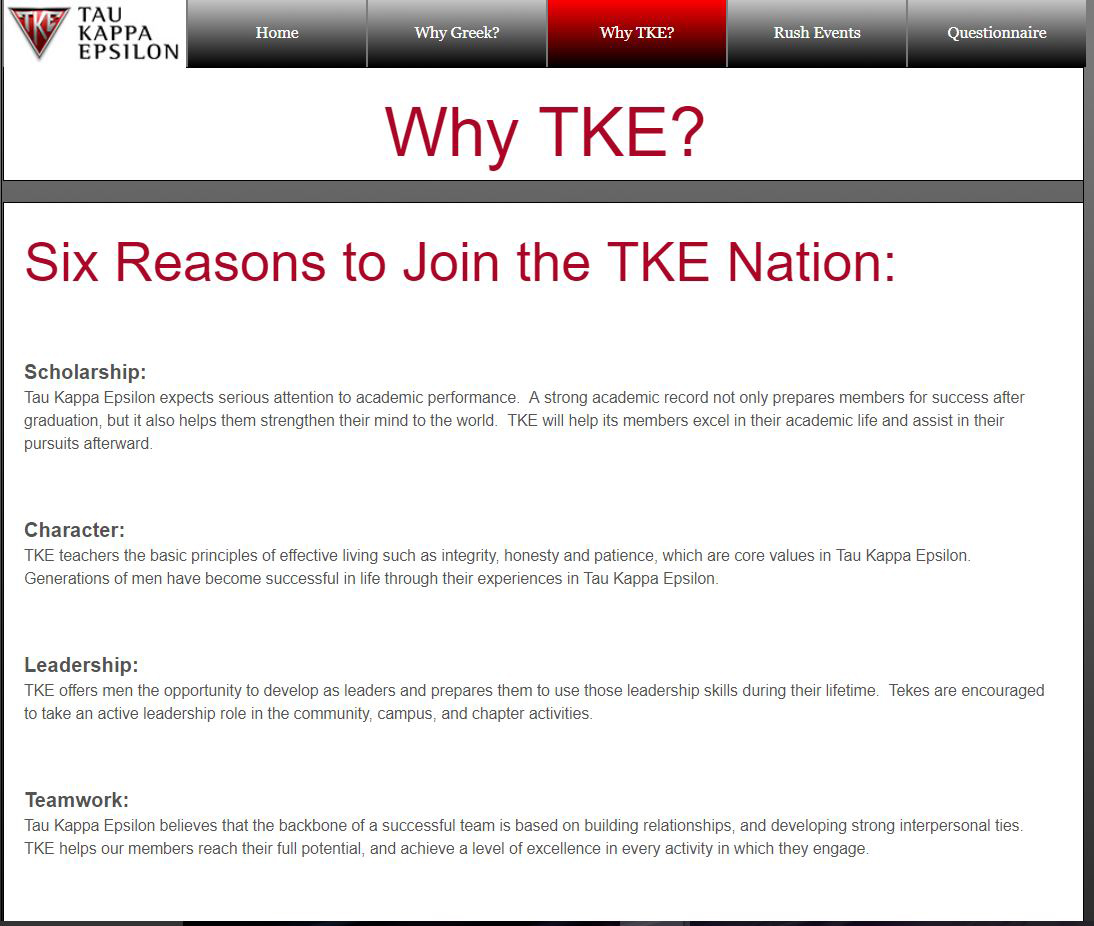 TKE
TAU
KAPPA
EPSILON
Home
Why Greek?
Why TKE?
Rush Events
Questionnaire
Why TKE?
Six Reasons to Join the TKE Nation:
Scholarship:
Tau Kappa Epsilon expects serious attention to academic performance.  A strong academic record not only prepares members for success after
graduation, but it also helps them strengthen their mind to the world.  TKE will help its members excel in their academic life and assist in their
pursuits afterward.
Character:
TKE teachers the basic principles of effective living such as integrity, honesty and patience, which are core values in Tau Kappa Epsilon.
Generations of men have become successful in life through their experiences in Tau Kappa Epsilon.
Leadership:
TKE offers men the opportunity to develop as leaders and prepares them to use those leadership skills during their lifetime.  Tekes are encouraged
to take an active leadership role in the community, campus, and chapter activities.
Teamwork:
Tau Kappa Epsilon believes that the backbone of a successful team is based on building relationships, and developing strong interpersonal ties.
TKE helps our members reach their full potential, and achieve a level of excellence in every activity in which they engage.